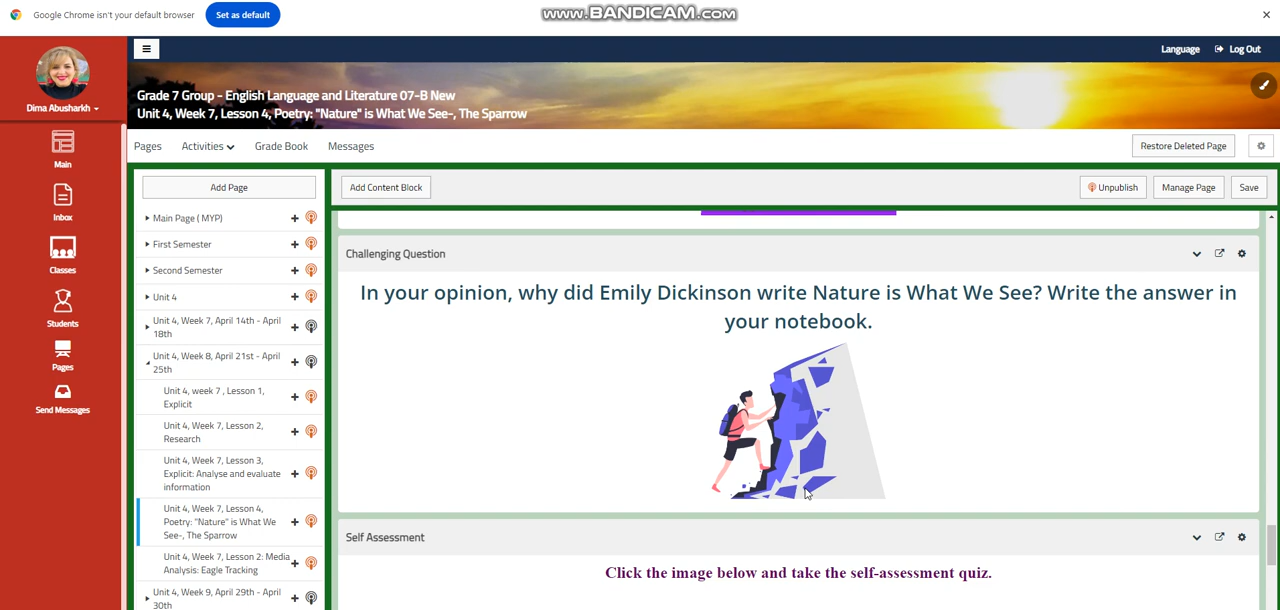 Google Chrome isn't your default browser
Set as default
www.BANDICAM.com
Language
Log Out
Dima Abusharkh
Grade 7 Group - English Language and Literature 07-B New
Unit 4, Week 7, Lesson 4, Poetry: "Nature" is What We See-, The Sparrow
Pages
Activities
Grade Book
Messages
Restore Deleted Page
Main
Inbox
Classes
Students
Pages
Send Messages
Add Page
Main Page ( MYP)
First Semester
Second Semester
Unit 4
Unit 4, Week 7, April 14th - April
18th
Unit 4, Week 8, April 21st - April
25th
Unit 4, week 7 , Lesson 1,
Explicit
Unit 4, Week 7, Lesson 2,
Research
Unit 4, Week 7, Lesson 3,
Explicit: Analyse and evaluate
information
Unit 4, Week 7, Lesson 4,
Poetry: "Nature" is What We
See-, The Sparrow
Unit 4, Week 7, Lesson 2: Media
Analysis: Eagle Tracking
Unit 4, Week 9, April 29th - April
30th
Add Content Block
Unpublish
Manage Page
Save
Challenging Question
In your opinion, why did Emily Dickinson write Nature is What We See? Write the answer in
your notebook.
Self Assessment
Click the image below and take the self-assessment quiz.